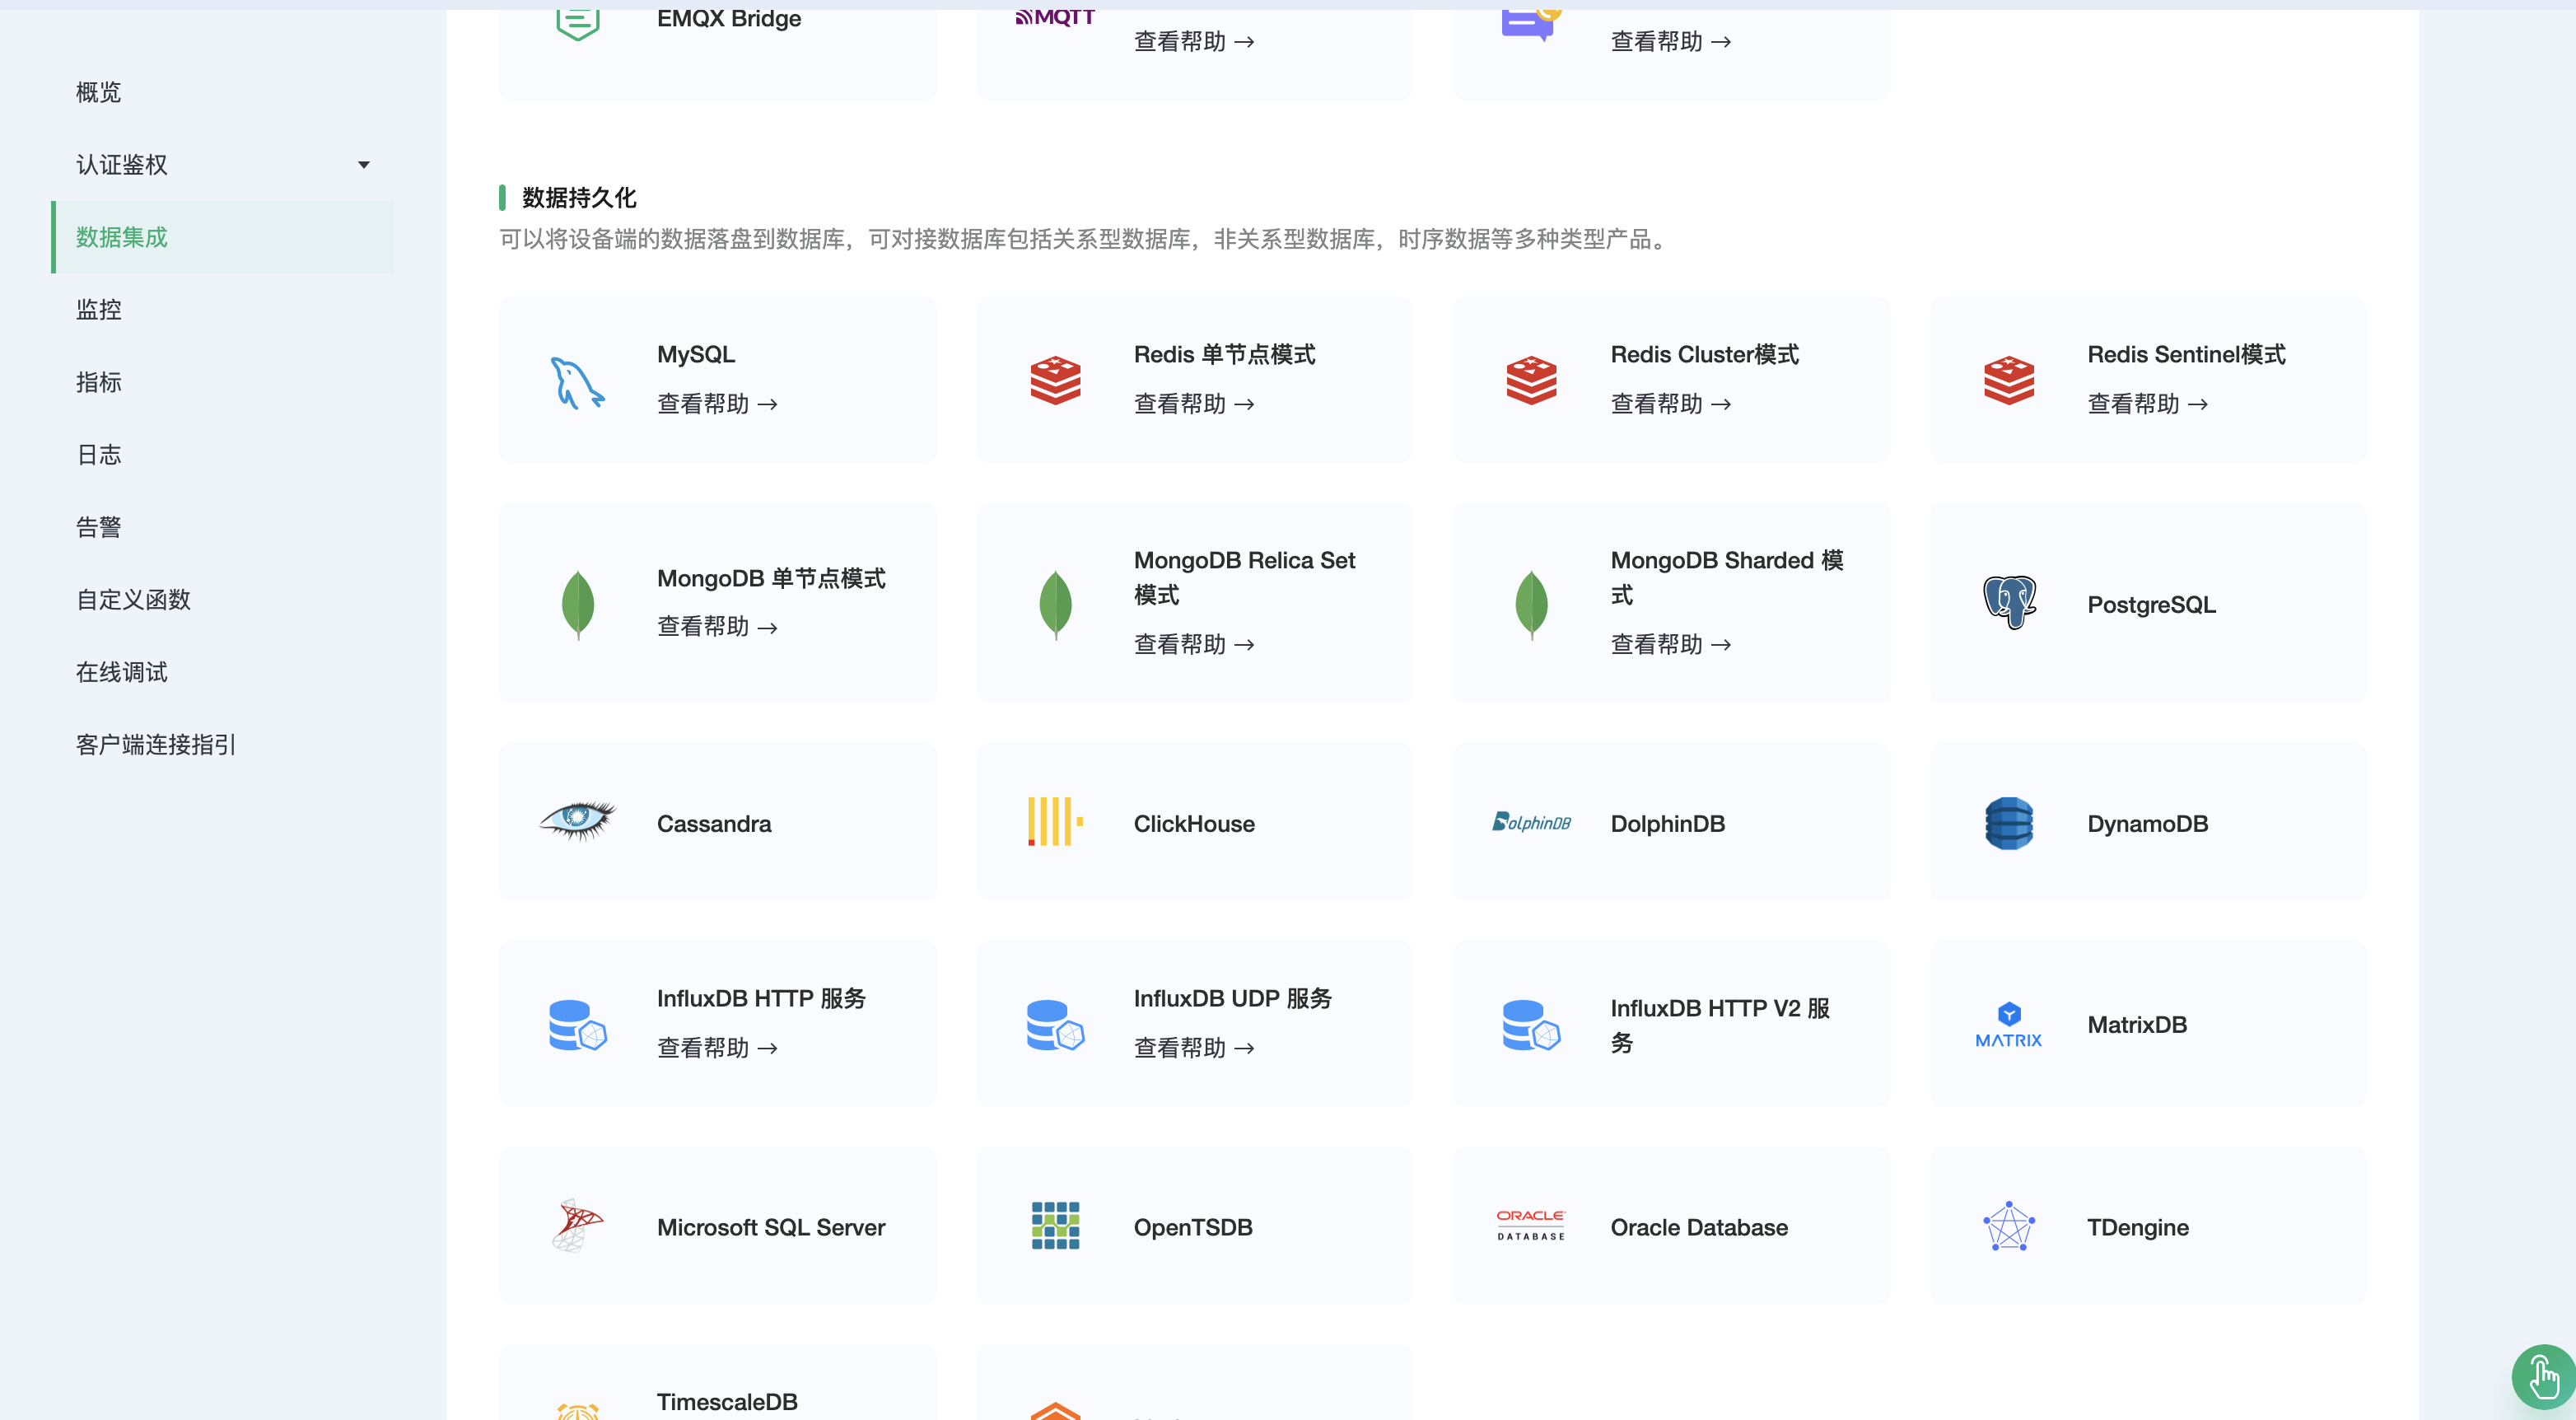 EMQX Bridge
MQTT
查看帮助 →
查看帮助 →
概览
认证鉴权
数据集成
监控
指标
日志
告警
自定义函数
在线调试
客户端连接指引
数据持久化
可以将设备端的数据落盘到数据库，可对接数据库包括关系型数据库，非关系型数据库，时序数据等多种类型产品。
MySQL
查看帮助 →
Redis 单节点模式
查看帮助 →
Redis Cluster模式
查看帮助 →
Redis Sentinel模式
查看帮助 →
MongoDB 单节点模式
查看帮助 →
MongoDB Relica Set
模式
查看帮助 →
MongoDB Sharded 模
式
查看帮助 →
PostgreSQL
Cassandra
ClickHouse
DolphinDB
DolphinDB
DynamoDB
InfluxDB HTTP 服务
查看帮助 →
InfluxDB UDP 服务
查看帮助 →
InfluxDB HTTP V2 服
务
MATRIX
MatrixDB
Microsoft SQL Server
OpenTSDB
ORACLE
DATABASE
Oracle Database
TDengine
TimescaleDB